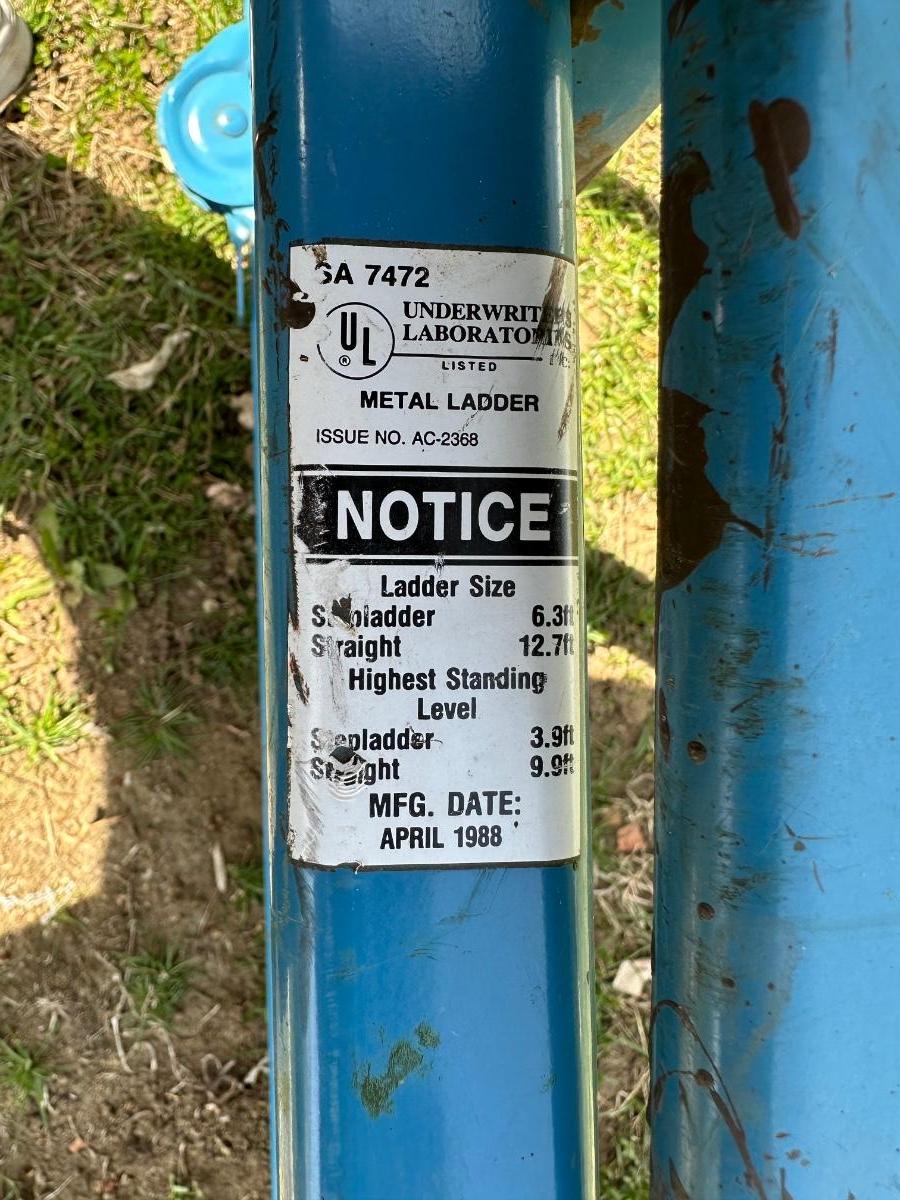 SA 7472
UL
®
UNDERWRITERS
LABORATORIES
INC.
LISTED
METAL LADDER
ISSUE NO. AC-2368
NOTICE
Ladder Size
Stepladder 6.3ft
Straight 12.7ft
Highest Standing
Level
Stepladder 3.9ft
Straight 9.9ft
MFG. DATE:
APRIL 1988